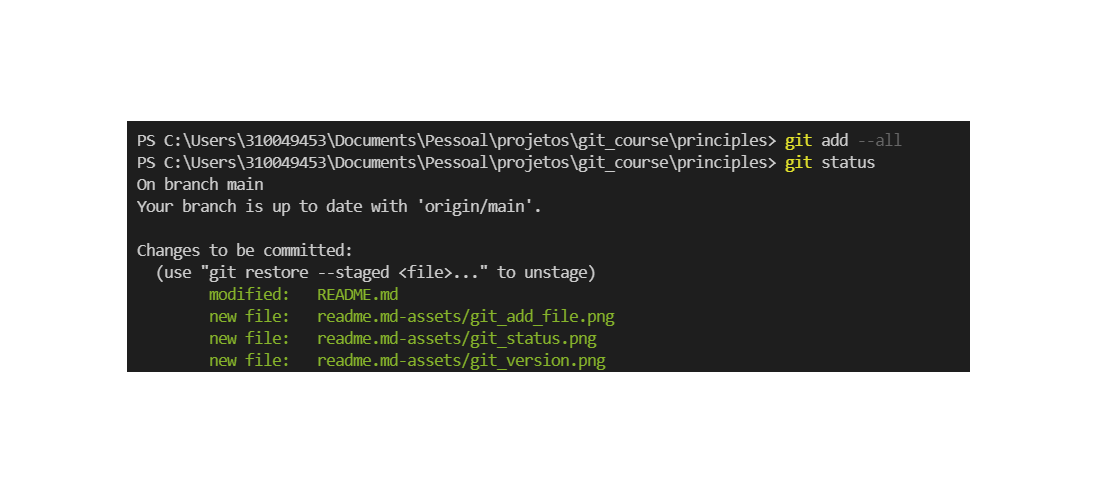 PS C:\Users\310049453\Documents\Pessoal\projetos\git_course\principles> git add --all
PS C:\Users\310049453\Documents\Pessoal\projetos\git_course\principles> git status
On branch main
Your branch is up to date with 'origin/main'.
Changes to be committed:
(use "git restore --staged <file>..." to unstage)
modified: README.md
new file: readme.md-assets/git_add_file.png
new file: readme.md-assets/git_status.png
new file: readme.md-assets/git_version.png